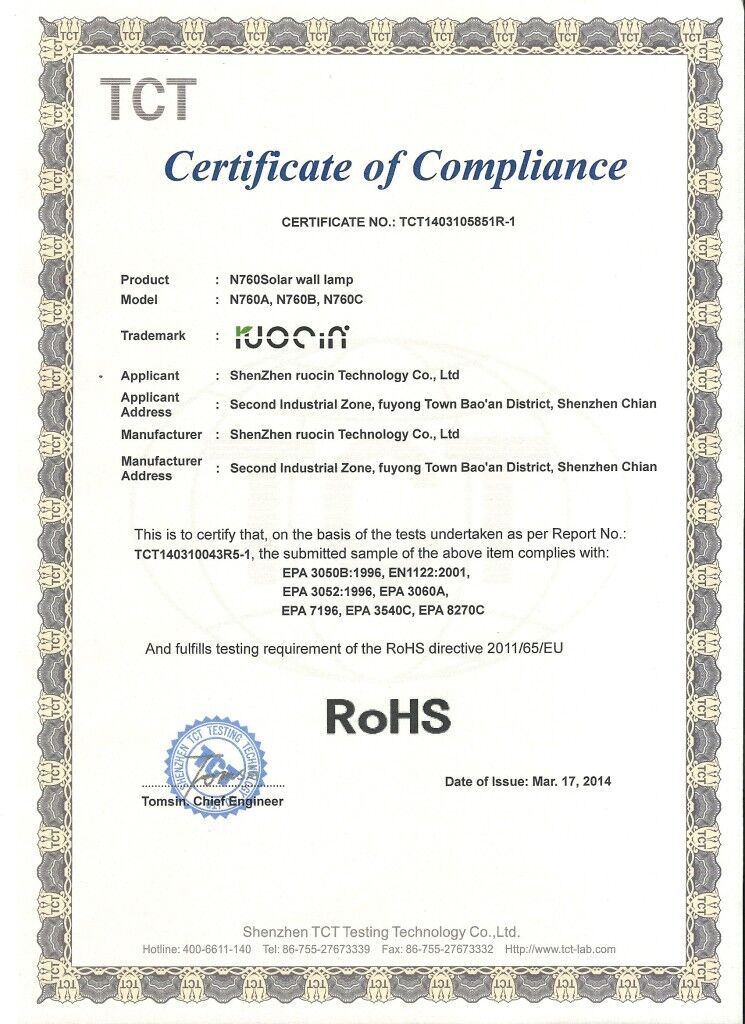 TCT
Certificate of Compliance
CERTIFICATE NO.: TCT1403105851R-1
Product : N760Solar wall lamp
Model : N760A, N760B, N760C
Trademark : ruocin
Applicant : ShenZhen ruocin Technology Co., Ltd
Applicant Address : Second Industrial Zone, fuyong Town Bao'an District, Shenzhen Chian
Manufacturer : ShenZhen ruocin Technology Co., Ltd
Manufacturer Address : Second Industrial Zone, fuyong Town Bao'an District, Shenzhen Chian
This is to certify that, on the basis of the tests undertaken as per Report No.:
TCT140310043R5-1, the submitted sample of the above item complies with:
EPA 3050B:1996, EN1122:2001,
EPA 3052:1996, EPA 3060A,
EPA 7196, EPA 3540C, EPA 8270C
And fulfills testing requirement of the RoHS directive 2011/65/EU
RoHS
SHENZHEN TCT TESTING TECHNOLOGY
TCT
Toms
Date of Issue: Mar. 17, 2014
Tomsin Chief Engineer
Shenzhen TCT Testing Technology Co.,Ltd.
Hotline: 400-6611-140 Tel: 86-755-27673339 Fax: 86-755-27673332 Http://www.tct-lab.com